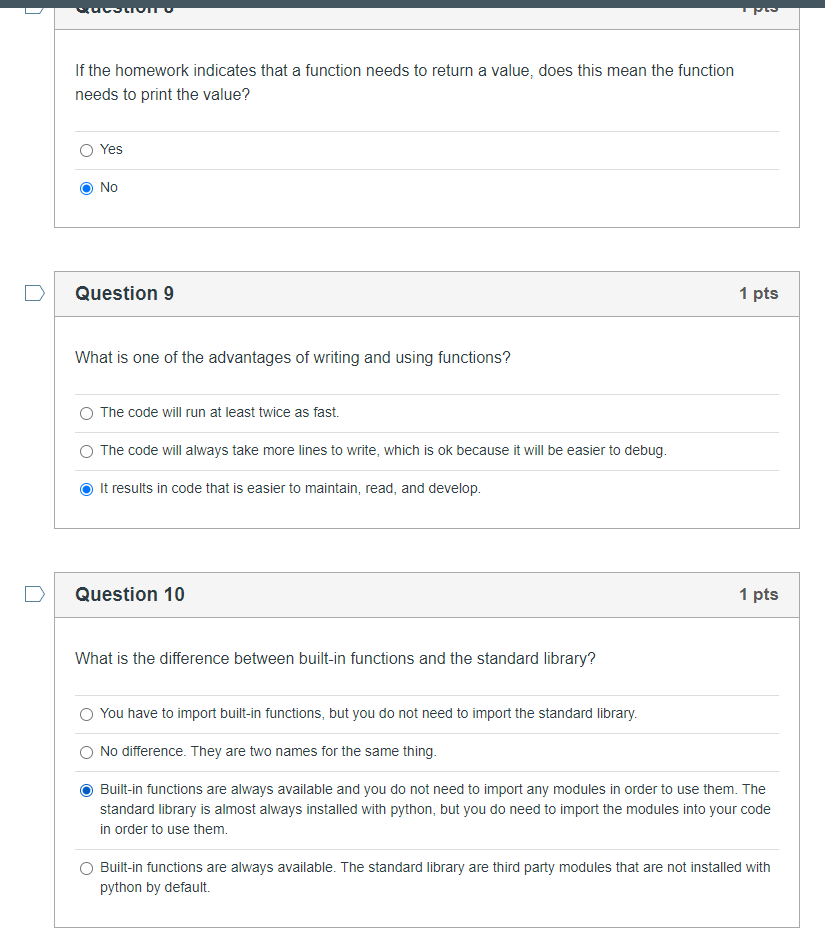 Question 8
1 pts
If the homework indicates that a function needs to return a value, does this mean the function
needs to print the value?
Yes
No
Question 9
1 pts
What is one of the advantages of writing and using functions?
The code will run at least twice as fast.
The code will always take more lines to write, which is ok because it will be easier to debug.
It results in code that is easier to maintain, read, and develop.
Question 10
1 pts
What is the difference between built-in functions and the standard library?
You have to import built-in functions, but you do not need to import the standard library.
No difference. They are two names for the same thing.
Built-in functions are always available and you do not need to import any modules in order to use them. The
standard library is almost always installed with python, but you do need to import the modules into your code
in order to use them.
Built-in functions are always available. The standard library are third party modules that are not installed with
python by default.